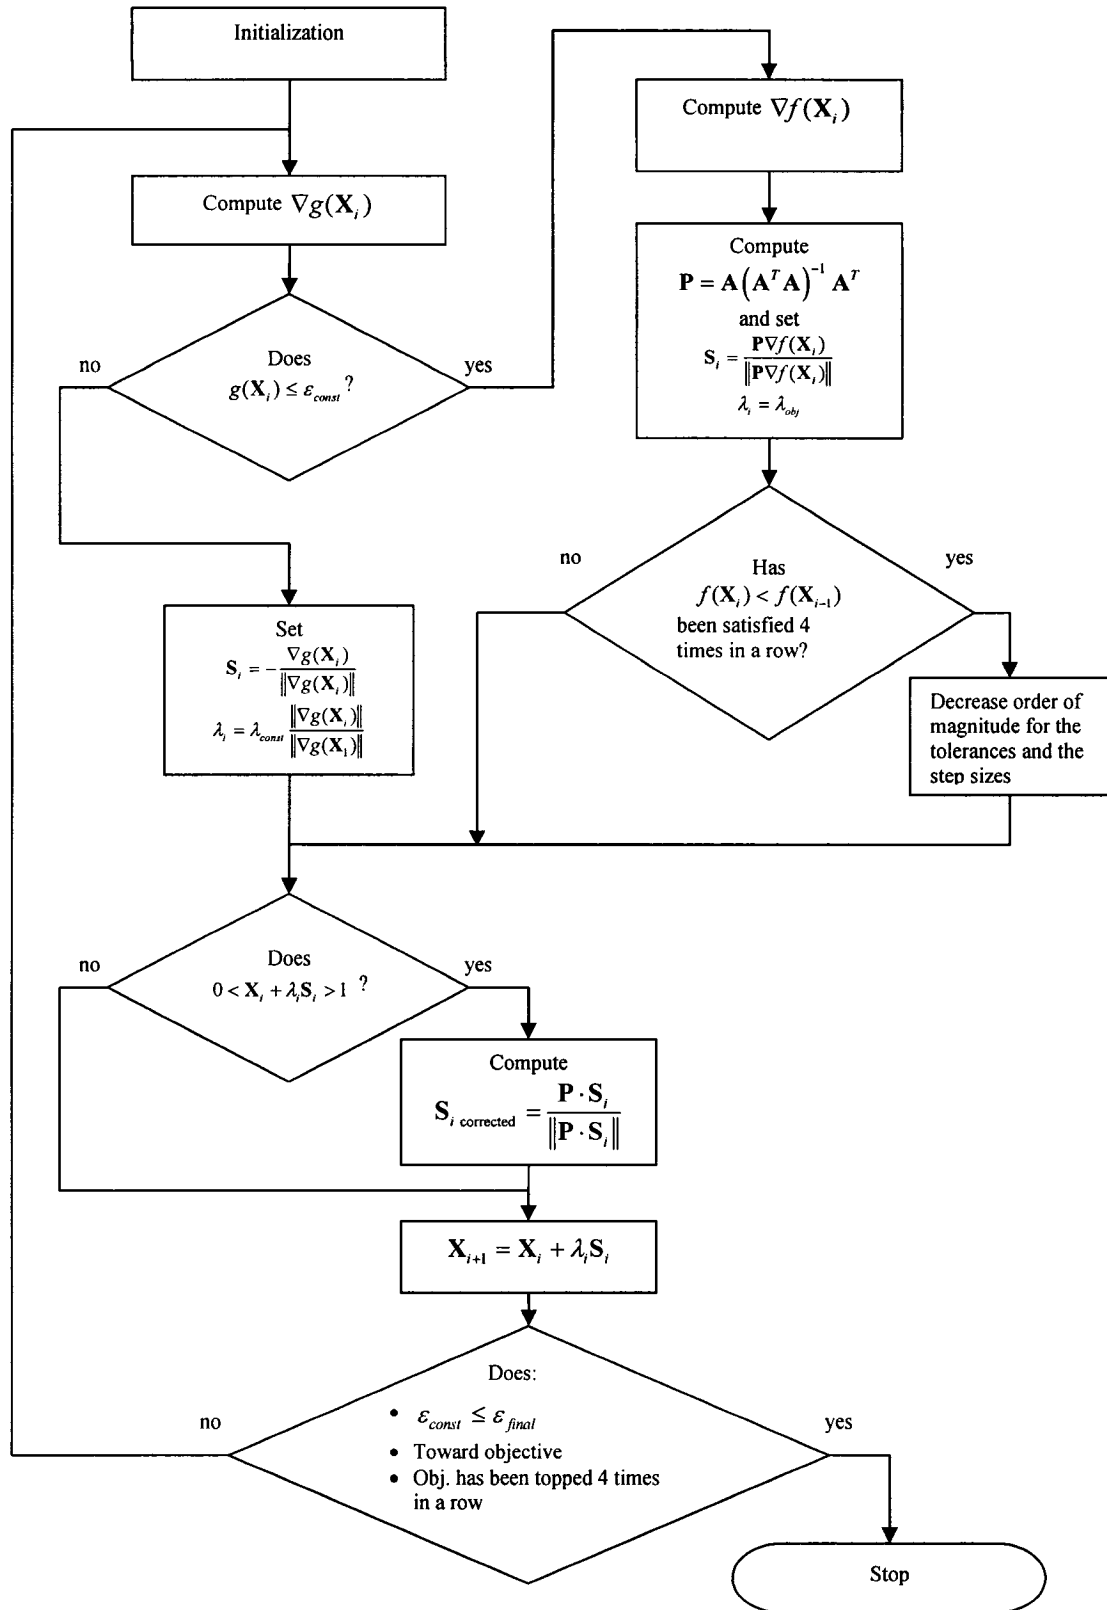 Initialization
Compute ∇g(X_i)
Does
g(X_i) ≤ ε_const ?
no
yes
Compute ∇f(X_i)
Compute
P = A(A^T A)^{-1} A^T
and set
S_i = P∇f(X_i) / ‖P∇f(X_i)‖
λ_i = λ_obj
Has
f(X_i) < f(X_{i-1})
been satisfied 4
times in a row?
no
yes
Decrease order of
magnitude for the
tolerances and the
step sizes
Set
S_i = - ∇g(X_i) / ‖∇g(X_i)‖
λ_i = λ_const ‖∇g(X_i)‖ / ‖∇g(X_1)‖
Does
0 < X_i + λ_i S_i > 1 ?
no
yes
Compute
S_{i corrected} = P · S_i / ‖P · S_i‖
X_{i+1} = X_i + λ_i S_i
Does:
• ε_const ≤ ε_final
• Toward objective
• Obj. has been topped 4 times
in a row
no
yes
Stop